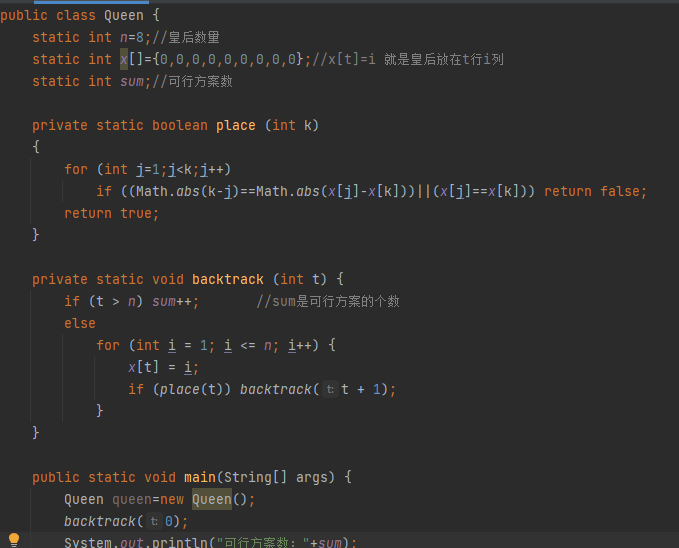 public class Queen {
static int n=8;//皇后数量
static int x[]={0,0,0,0,0,0,0,0,0};//x[t]=i 就是皇后放在t行i列
static int sum;//可行方案数
private static boolean place (int k)
{
for (int j=1;j<k;j++)
if ((Math.abs(k-j)==Math.abs(x[j]-x[k]))||(x[j]==x[k])) return false;
return true;
}
private static void backtrack (int t) {
if (t > n) sum++; //sum是可行方案的个数
else
for (int i = 1; i <= n; i++) {
x[t] = i;
if (place(t)) backtrack( t: t + 1);
}
}
public static void main(String[] args) {
Queen queen=new Queen();
backtrack( t: 0);
System.out.println("可行方案数："+sum);